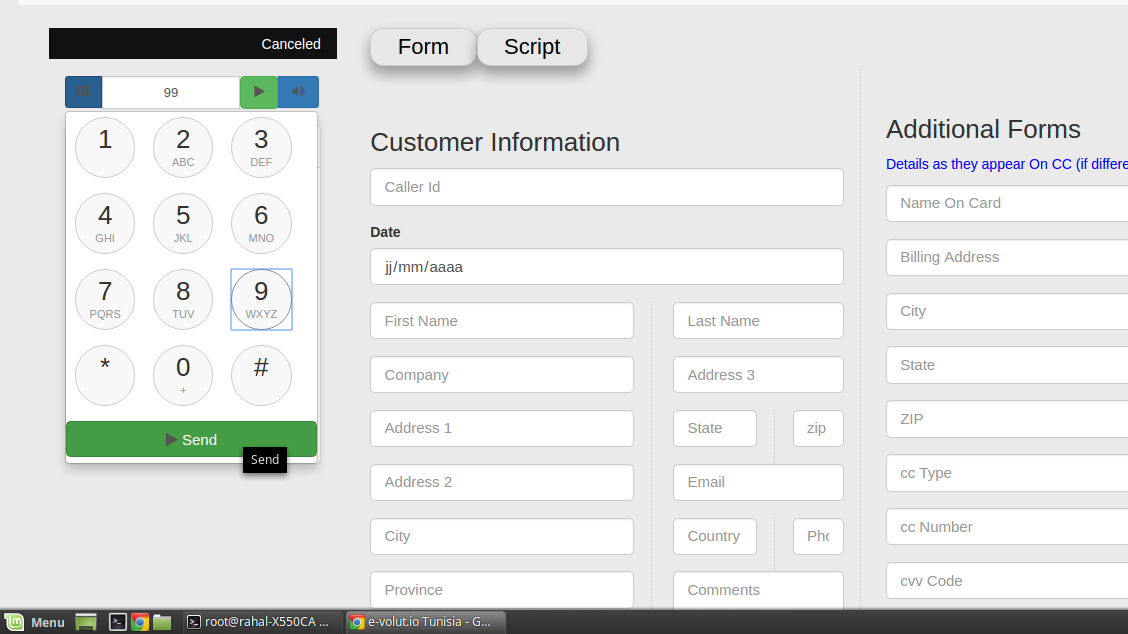 Canceled
99
1
2
ABC
3
DEF
4
GHI
5
JKL
6
MNO
7
PQRS
8
TUV
9
WXYZ
*
0
+
#
Send
Send
Form
Script
Customer Information
Caller Id
Date
jj/mm/aaaa
First Name
Last Name
Company
Address 3
Address 1
State
zip
Address 2
Email
City
Country
Pho
Province
Comments
Additional Forms
Details as they appear On CC (if differe
Name On Card
Billing Address
City
State
ZIP
cc Type
cc Number
cvv Code
Menu
root@rahal-X550CA ...
e-volut.io Tunisia - G...